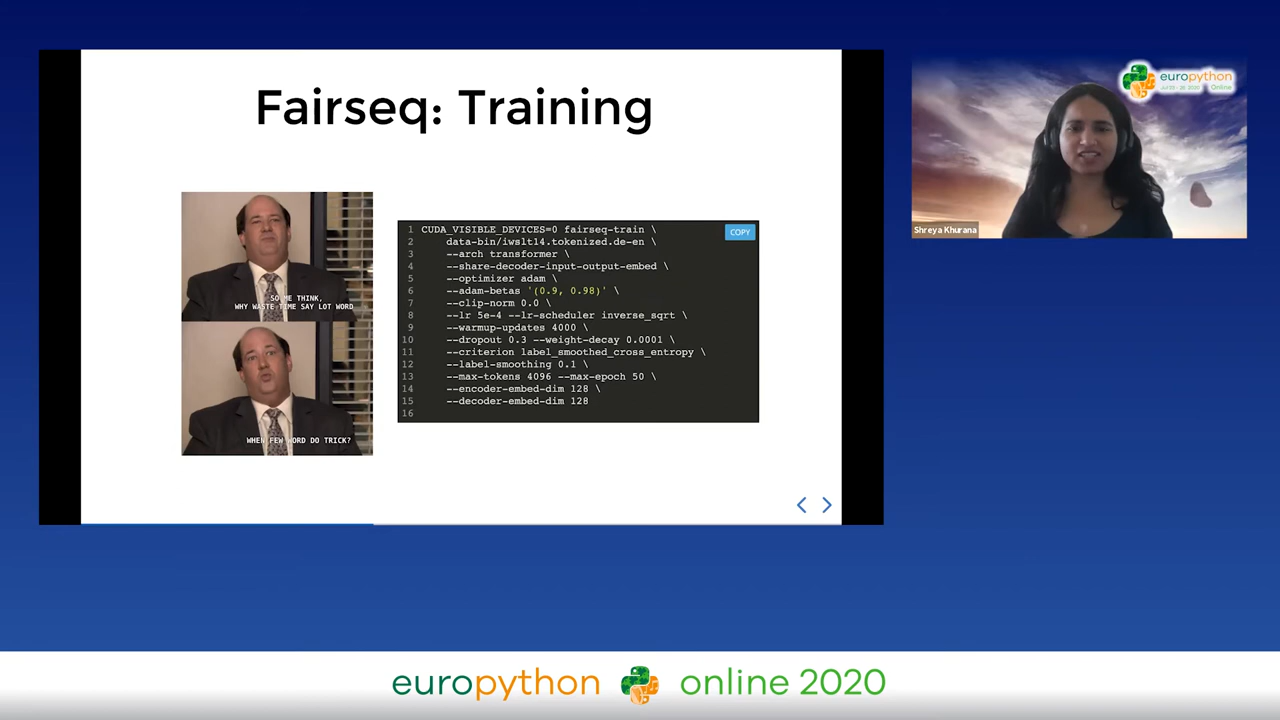 Fairseq: Training
SO ME THINK,
WHY WASTE TIME SAY LOT WORD
WHEN FEW WORD DO TRICK?
1 CUDA_VISIBLE_DEVICES=0 fairseq-train \
2 data-bin/iwslt14.tokenized.de-en \
3 --arch transformer \
4 --share-decoder-input-output-embed \
5 --optimizer adam \
6 --adam-betas '(0.9, 0.98)' \
7 --clip-norm 0.0 \
8 --lr 5e-4 --lr-scheduler inverse_sqrt \
9 --warmup-updates 4000 \
10 --dropout 0.3 --weight-decay 0.0001 \
11 --criterion label_smoothed_cross_entropy \
12 --label-smoothing 0.1 \
13 --max-tokens 4096 --max-epoch 50 \
14 --encoder-embed-dim 128 \
15 --decoder-embed-dim 128
16
COPY
europython
Online
Shreya Khurana
europython online 2020